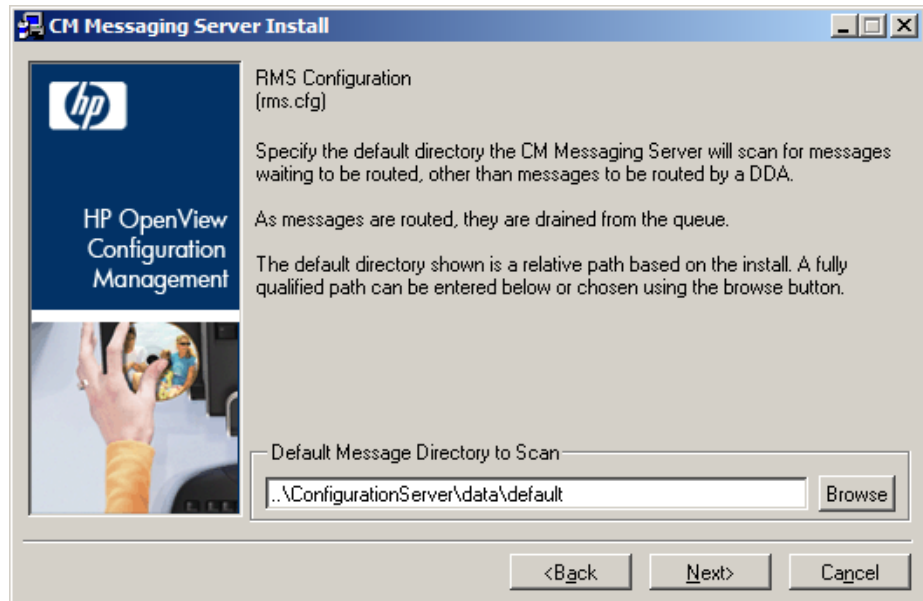 CM Messaging Server Install
hp
HP OpenView
Configuration
Management
RMS Configuration
(rms.cfg)
Specify the default directory the CM Messaging Server will scan for messages
waiting to be routed, other than messages to be routed by a DDA.
As messages are routed, they are drained from the queue.
The default directory shown is a relative path based on the install. A fully
qualified path can be entered below or chosen using the browse button.
Default Message Directory to Scan
..\ConfigurationServer\data\default
Browse
<Back
Next>
Cancel